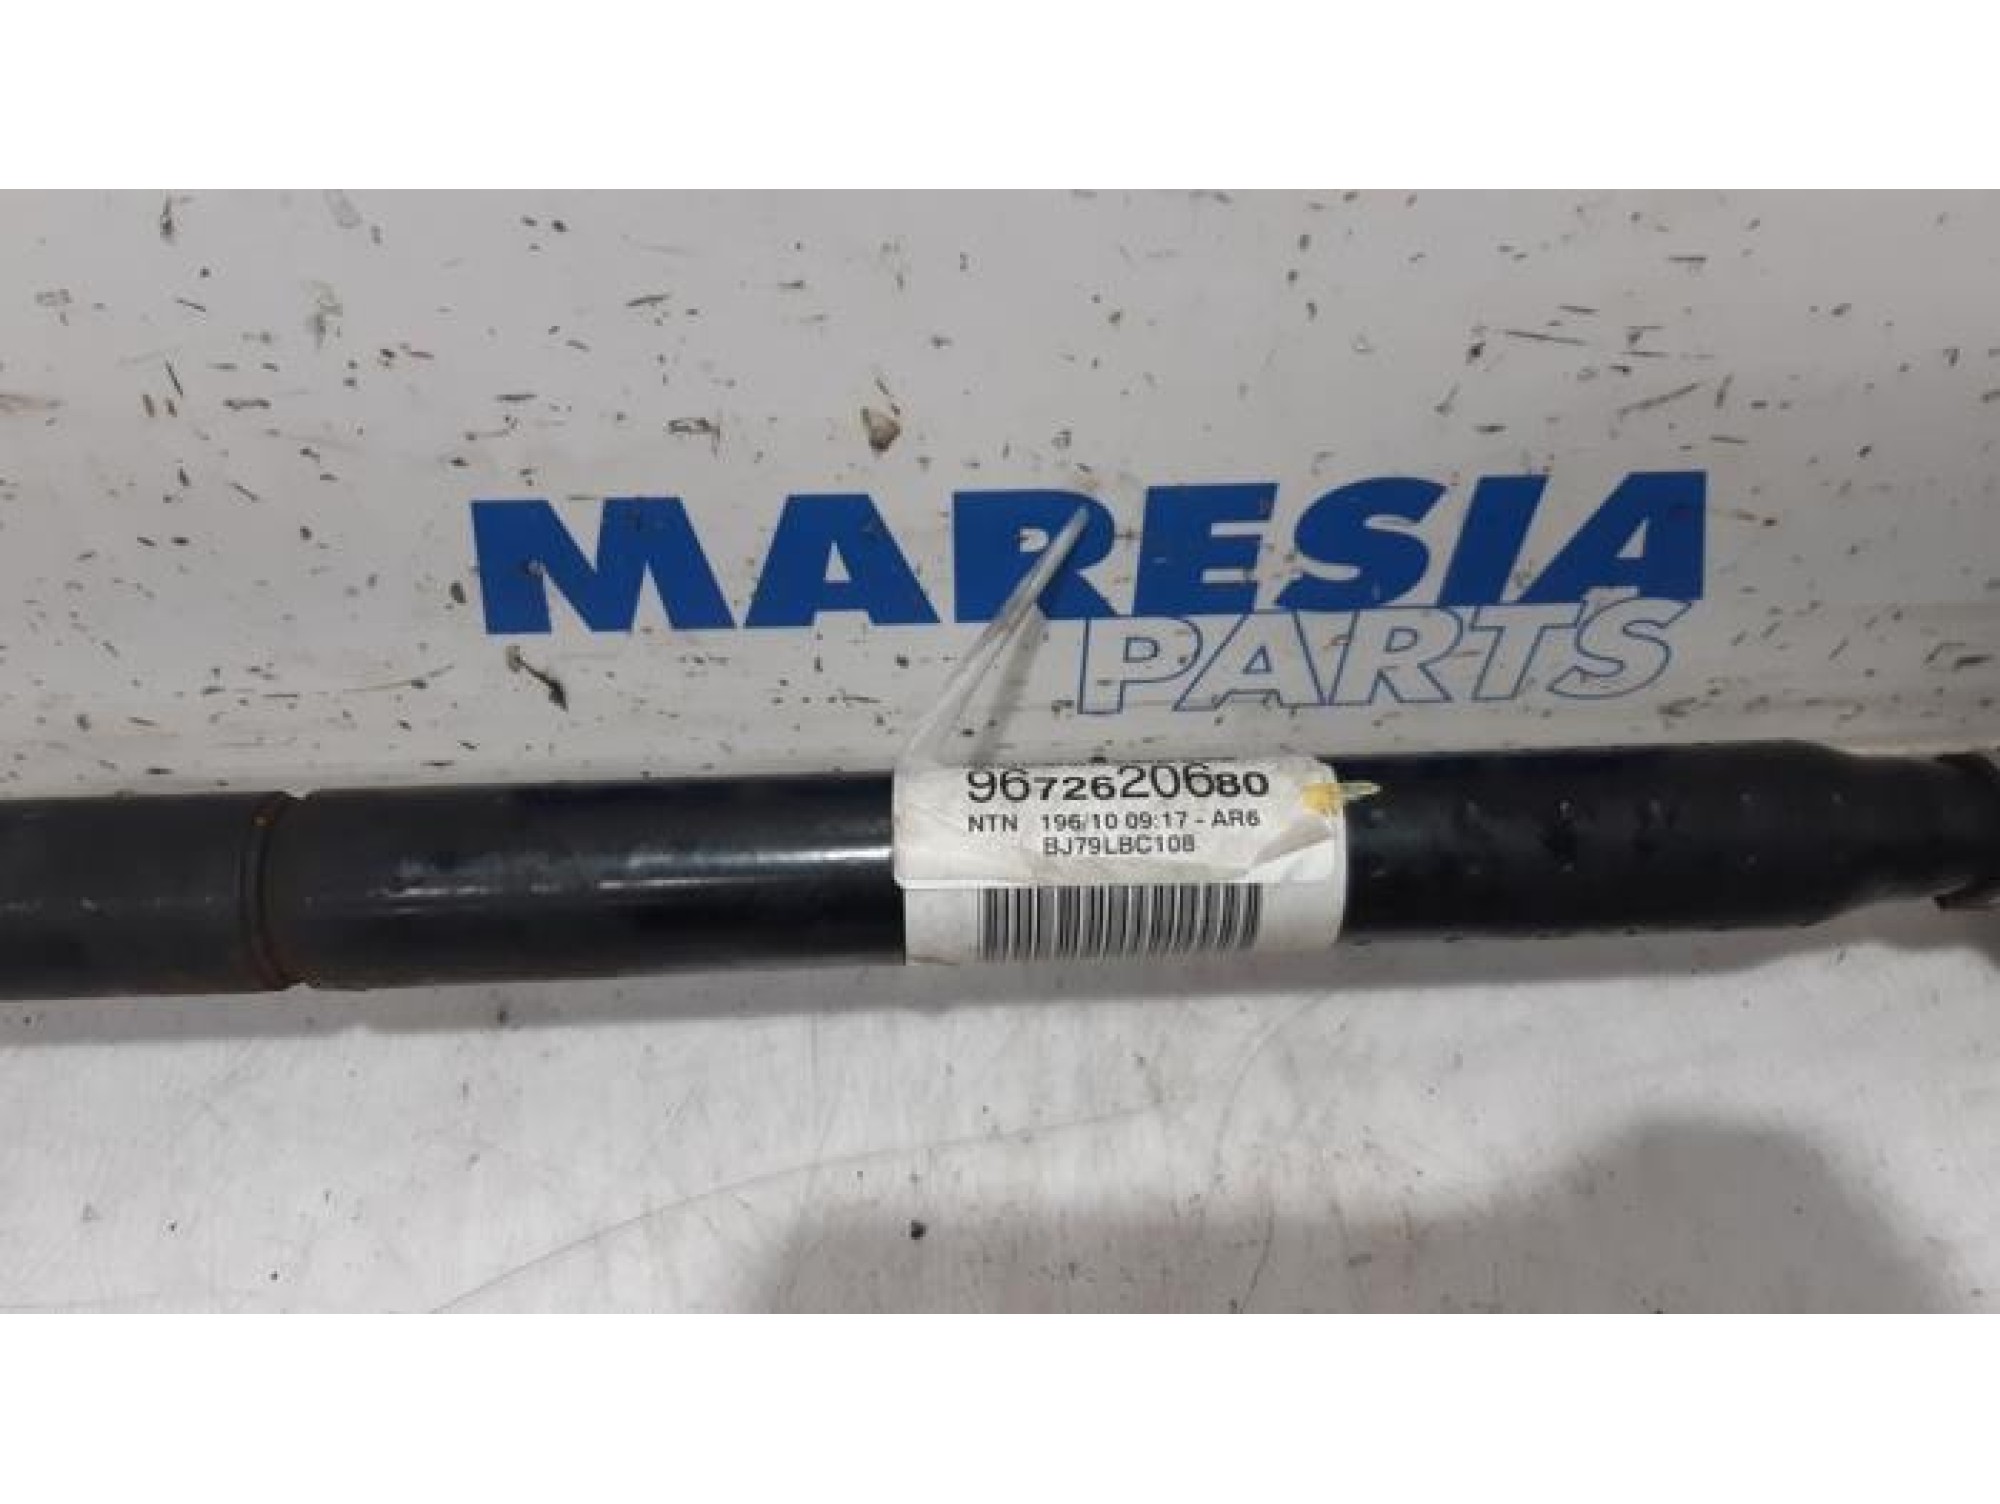 MARESIA
PARTS
9672620680
NTN 196/10 09:17 - AR6
BJ79LBC108